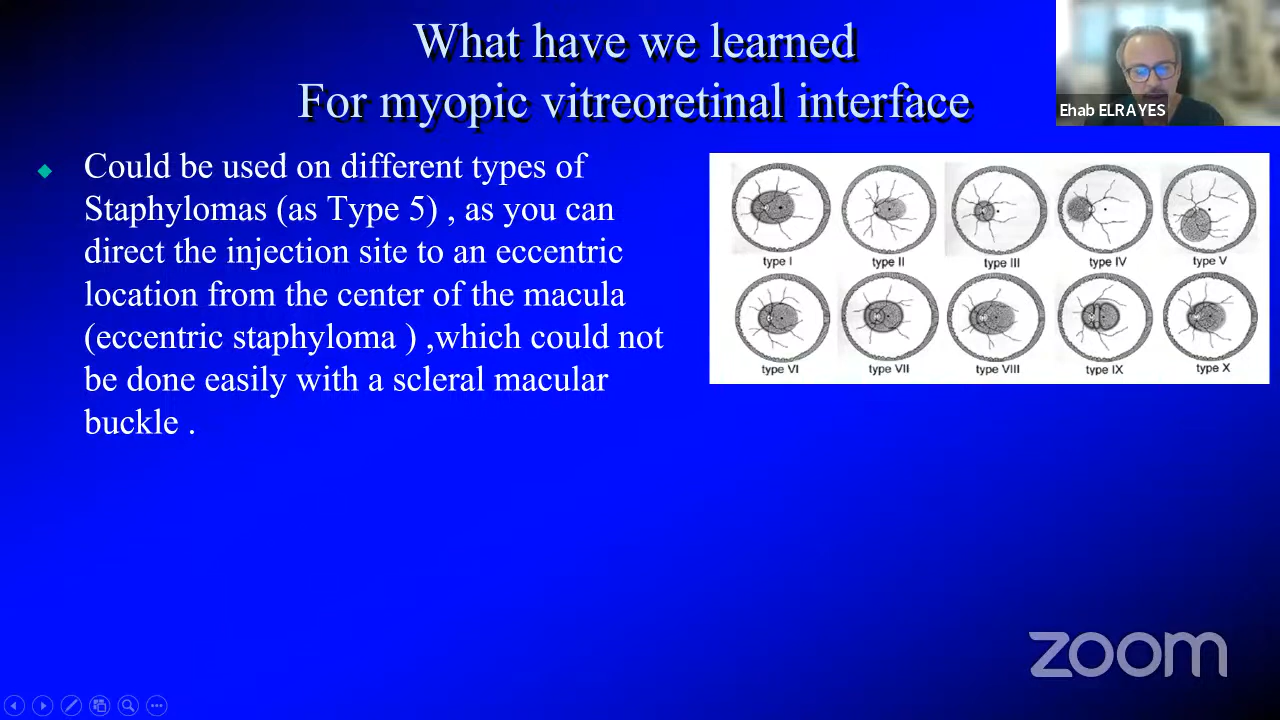 What have we learned
For myopic vitreoretinal interface
Ehab ELRAYES
Could be used on different types of
Staphylomas (as Type 5) , as you can
direct the injection site to an eccentric
location from the center of the macula
(eccentric staphyloma ) ,which could not
be done easily with a scleral macular
buckle .
type I type II type III type IV type V
type VI type VII type VIII type IX type X
zoom